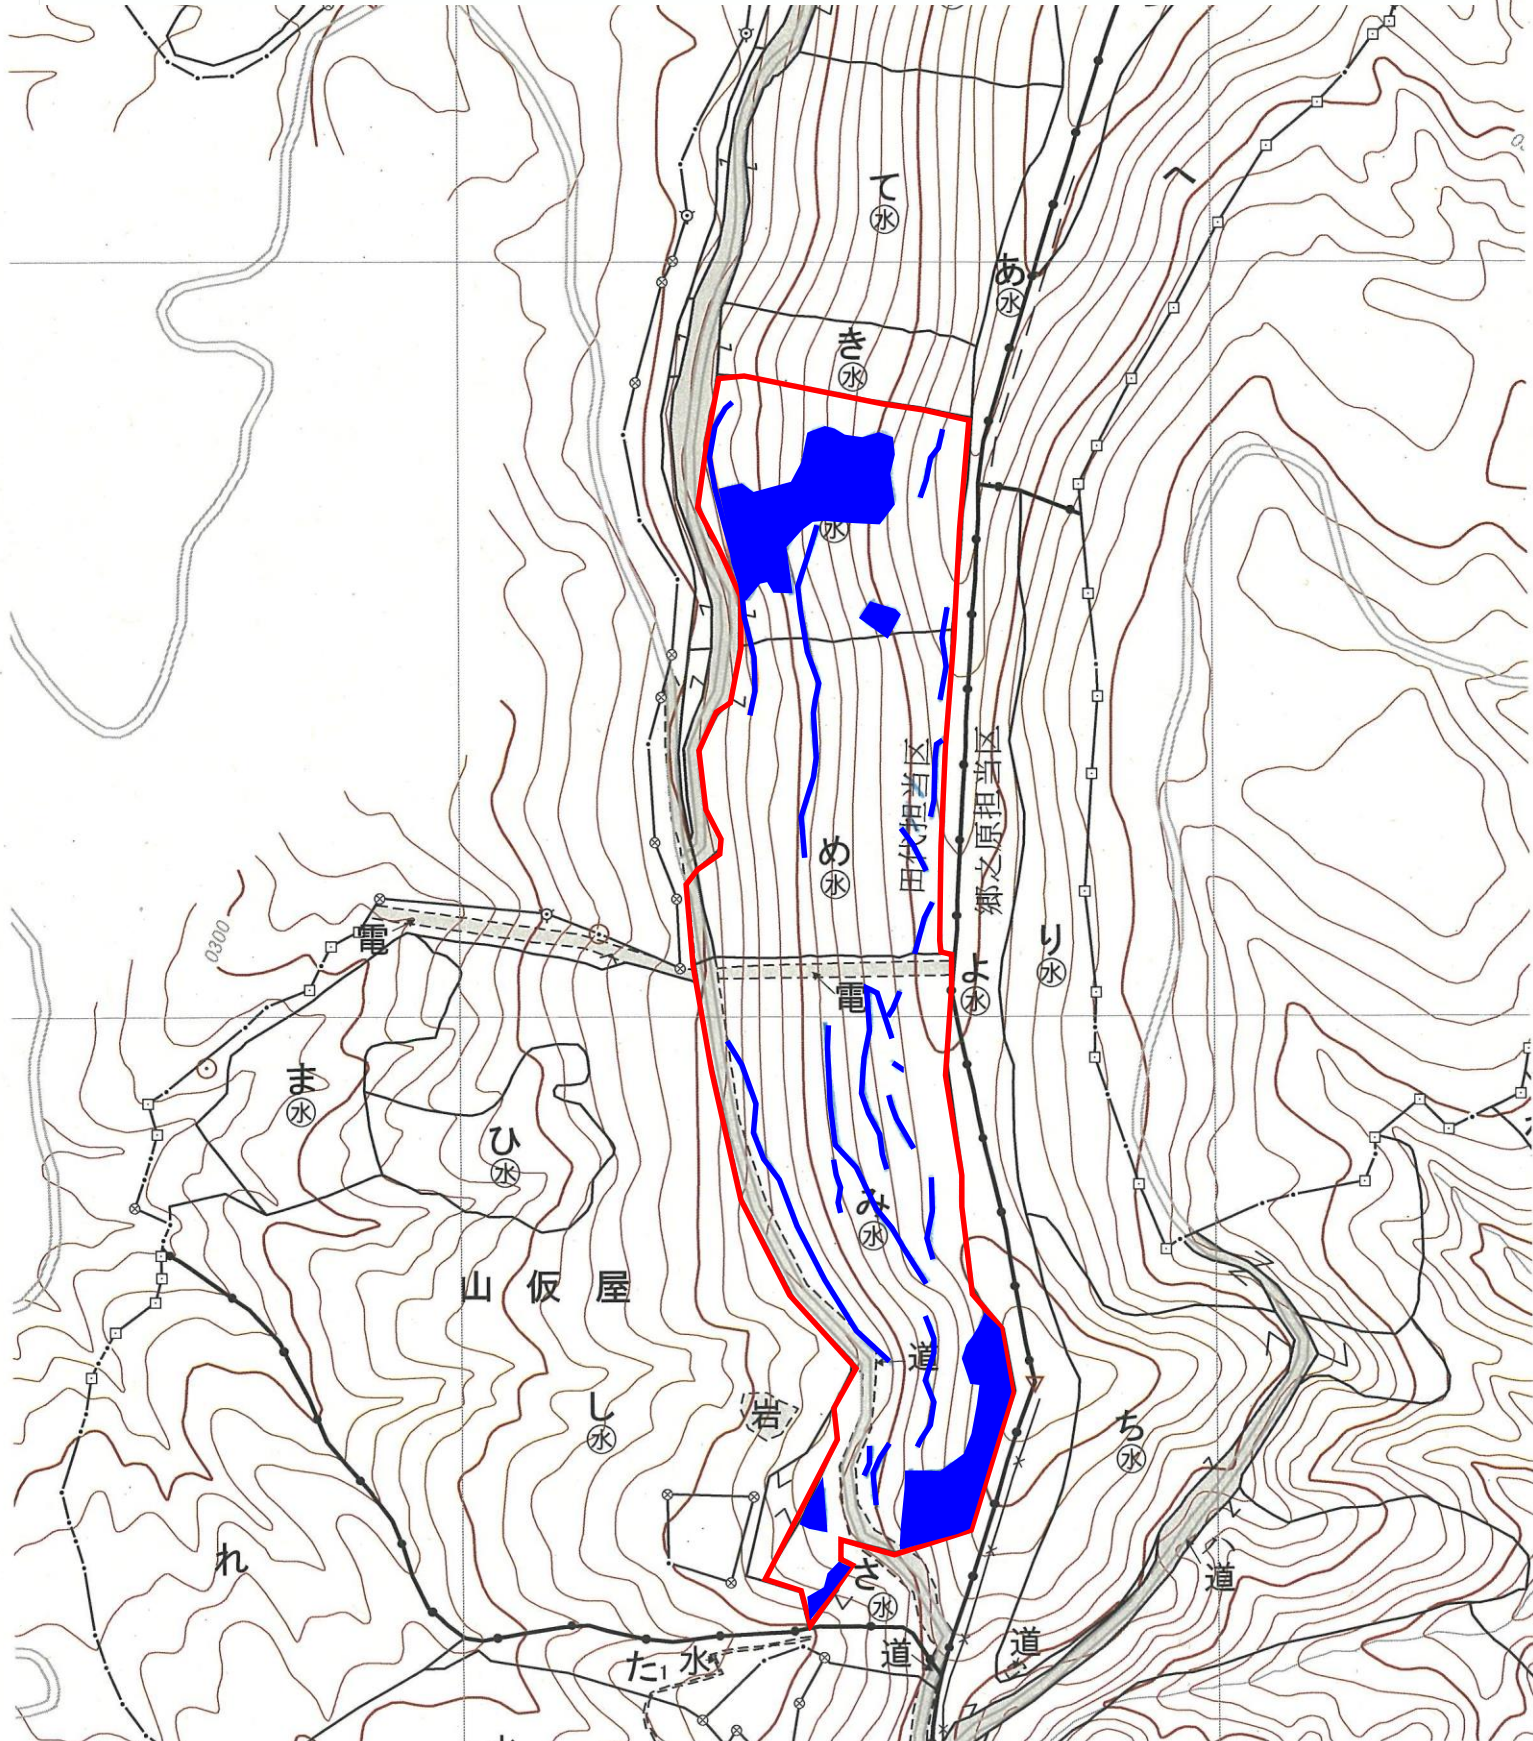 へ
て
水
あ
水
き
水
水
田代担当区
郷之原担当区
め
水
り
水
よ
水
0300
電
電
ま
水
ひ
水
み
水
山仮屋
道
し
水
岩
ち
水
れ
さ
水
道
道
道
た1
水